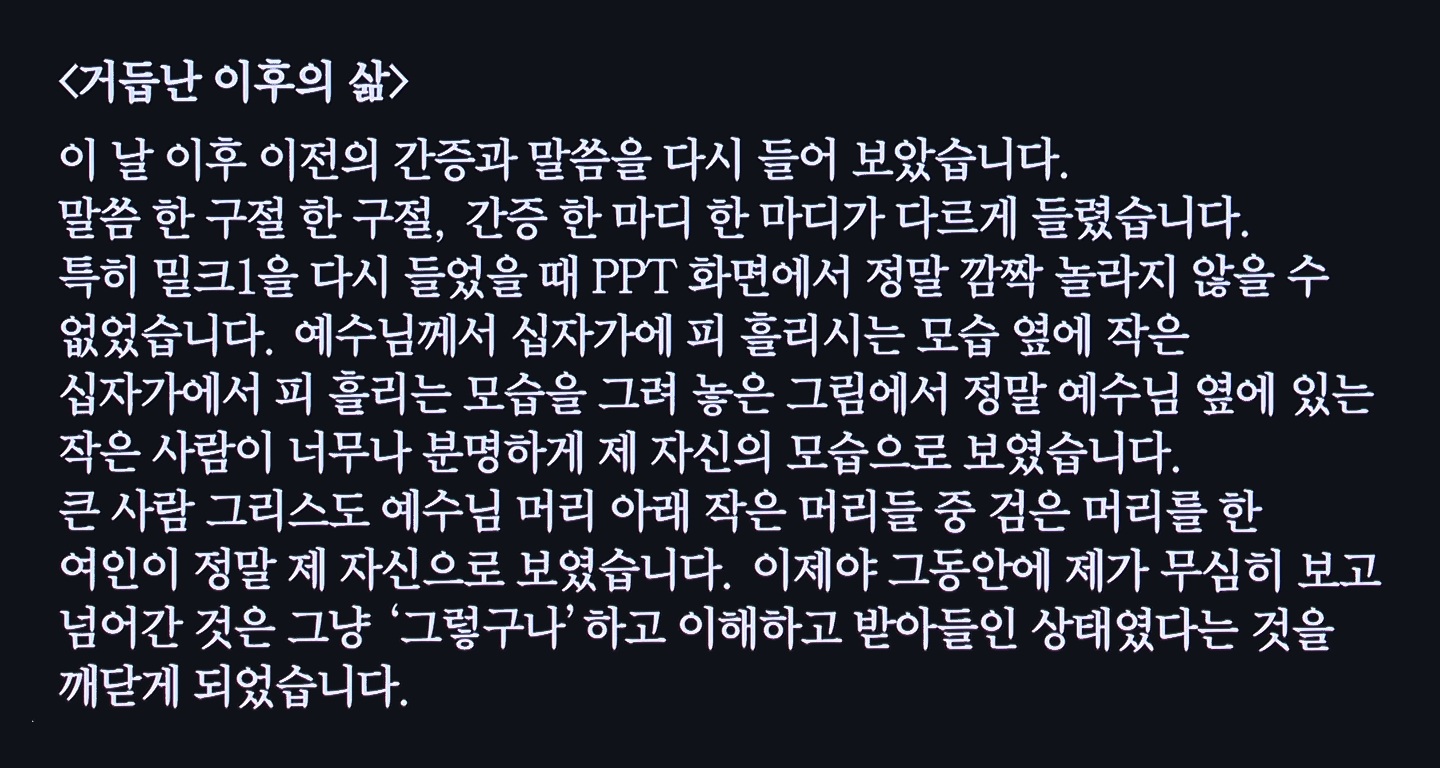 <거듭난 이후의 삶>
이 날 이후 이전의 간증과 말씀을 다시 들어 보았습니다.
말씀 한 구절 한 구절, 간증 한 마디 한 마디가 다르게 들렸습니다.
특히 밀크1을 다시 들었을 때 PPT 화면에서 정말 깜짝 놀라지 않을 수
없었습니다. 예수님께서 십자가에 피 흘리시는 모습 옆에 작은
십자가에서 피 흘리는 모습을 그려 놓은 그림에서 정말 예수님 옆에 있는
작은 사람이 너무나 분명하게 제 자신의 모습으로 보였습니다.
큰 사람 그리스도 예수님 머리 아래 작은 머리들 중 검은 머리를 한
여인이 정말 제 자신으로 보였습니다. 이제야 그동안에 제가 무심히 보고
넘어간 것은 그냥 ‘그렇구나’ 하고 이해하고 받아들인 상태였다는 것을
깨닫게 되었습니다.